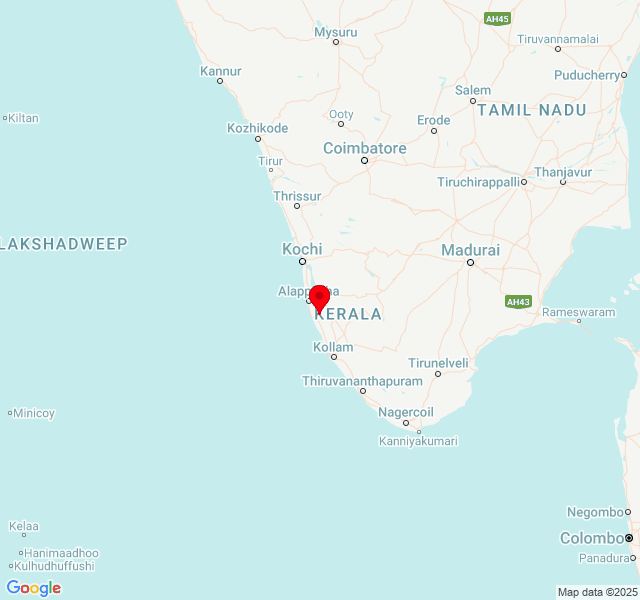 AH45
Mysuru
Tiruvannamalai
Kannur
Puducherry
Salem
Kiltan
Ooty
TAMIL NADU
Erode
Kozhikode
Coimbatore
Tirur
Thanjavur
Tiruchirappalli
Thrissur
LAKSHADWEEP
Kochi
Madurai
AH43
Rameswaram
KERALA
Kollam
Tirunelveli
Thiruvananthapuram
Nagercoil
Minicoy
Kanniyakumari
Negombo
Kelaa
Colombo
Hanimaadhoo
Panadura
Kulhudhuffushi
Google
Map data ©2025